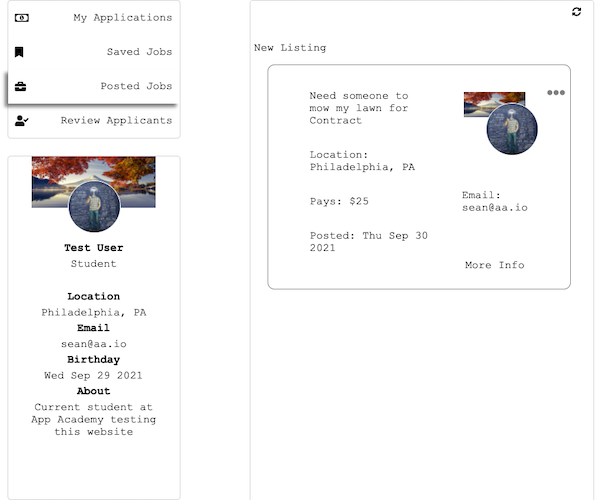 My Applications
Saved Jobs
Posted Jobs
Review Applicants
Test User
Student
Location
Philadelphia, PA
Email
sean@aa.io
Birthday
Wed Sep 29 2021
About
Current student at
App Academy testing
this website
New Listing
Need someone to
mow my lawn for
Contract
Location:
Philadelphia, PA
Pays: $25
Posted: Thu Sep 30
2021
Email:
sean@aa.io
More Info